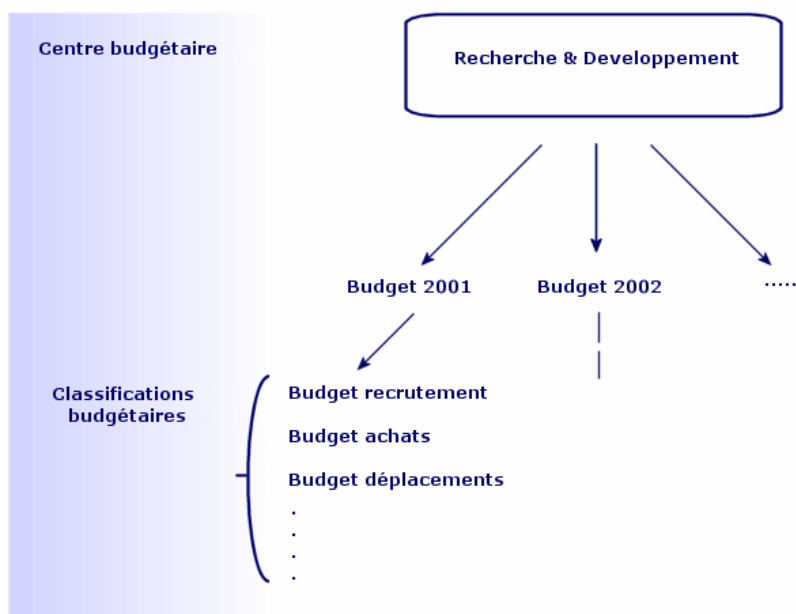 Centre budgétaire
Recherche & Developpement
Budget 2001
Budget 2002
.....
Classifications
budgétaires
Budget recrutement
Budget achats
Budget déplacements
.
.
.
.